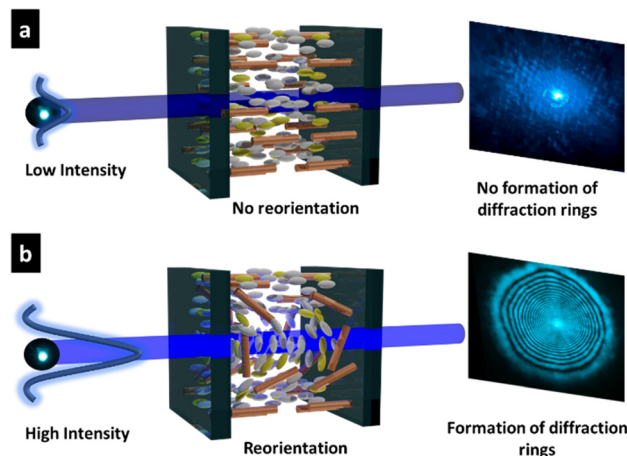 a
Low Intensity
No reorientation
No formation of
diffraction rings
b
High Intensity
Reorientation
Formation of diffraction
rings